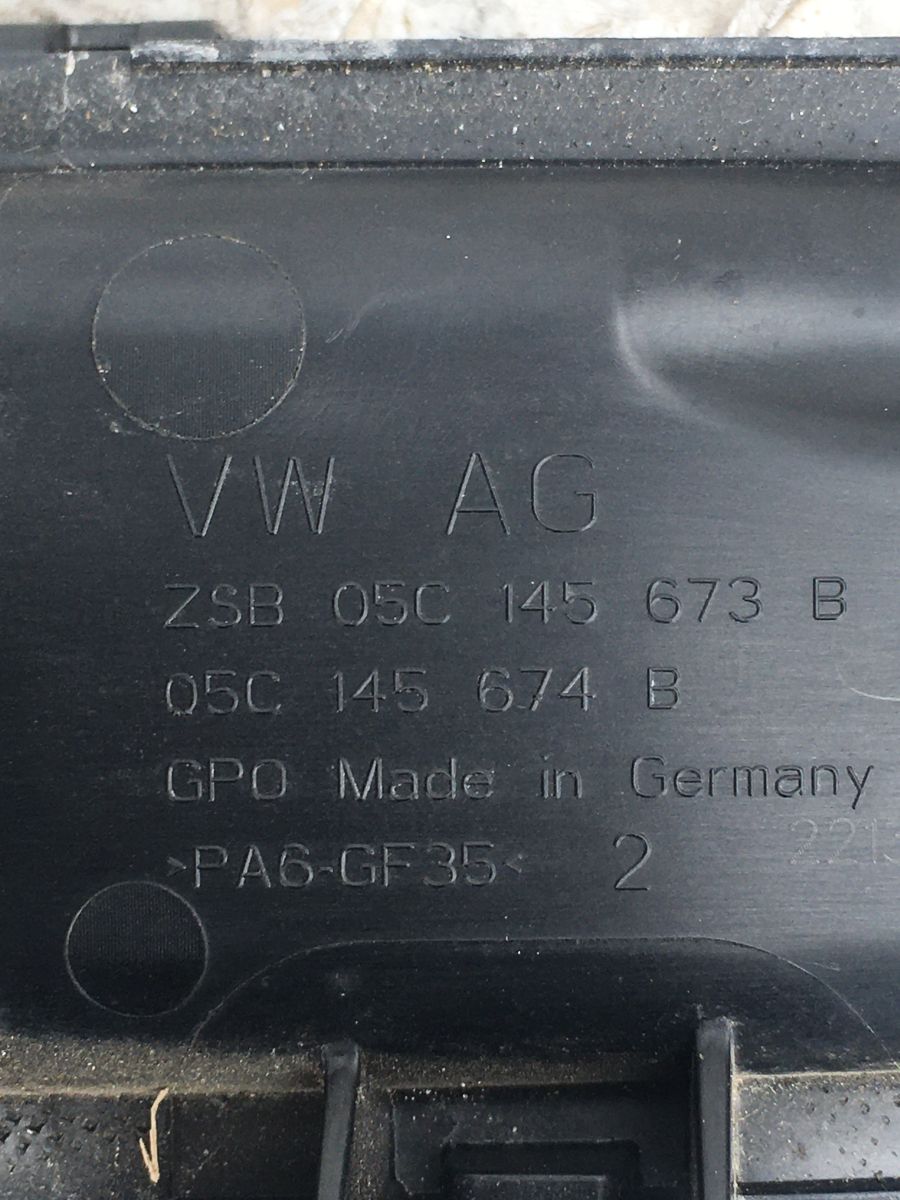 VW AG
ZSB 05C 145 673 B
05C 145 674 B
GPO Made in Germany
>PA6-GF35< 2